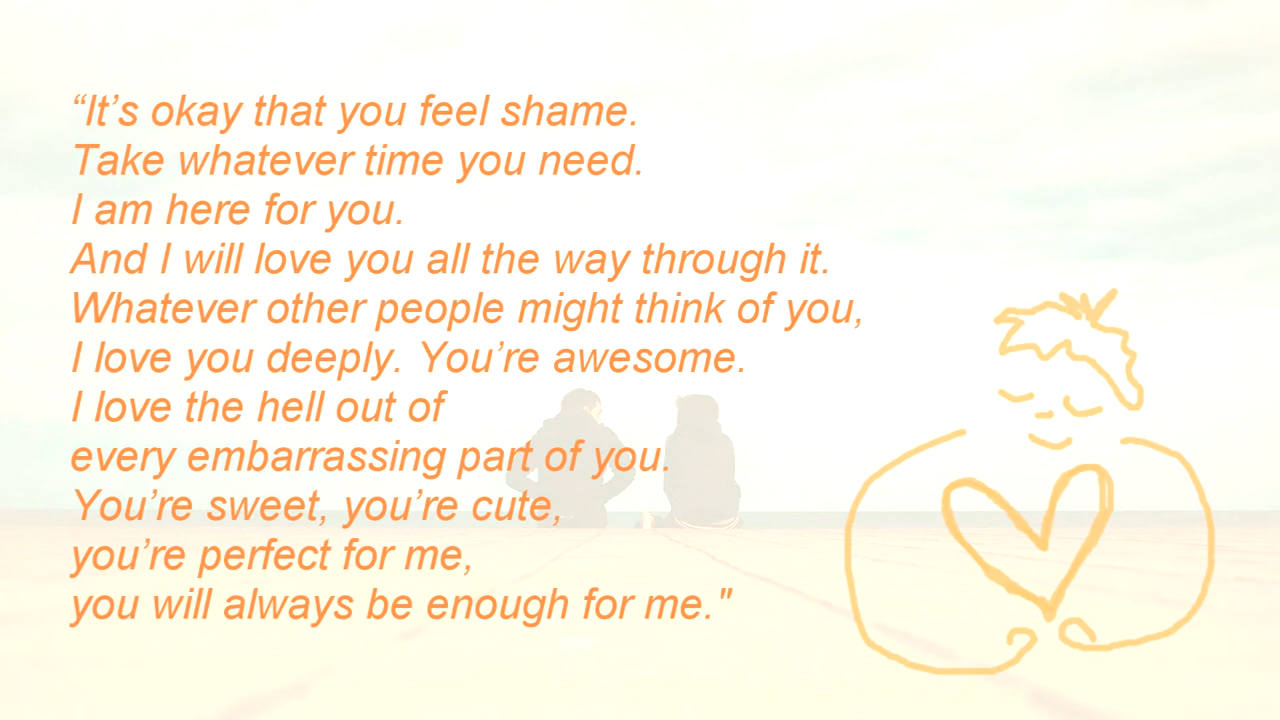 “It’s okay that you feel shame.
Take whatever time you need.
I am here for you.
And I will love you all the way through it.
Whatever other people might think of you,
I love you deeply. You’re awesome.
I love the hell out of
every embarrassing part of you.
You’re sweet, you’re cute,
you’re perfect for me,
you will always be enough for me."